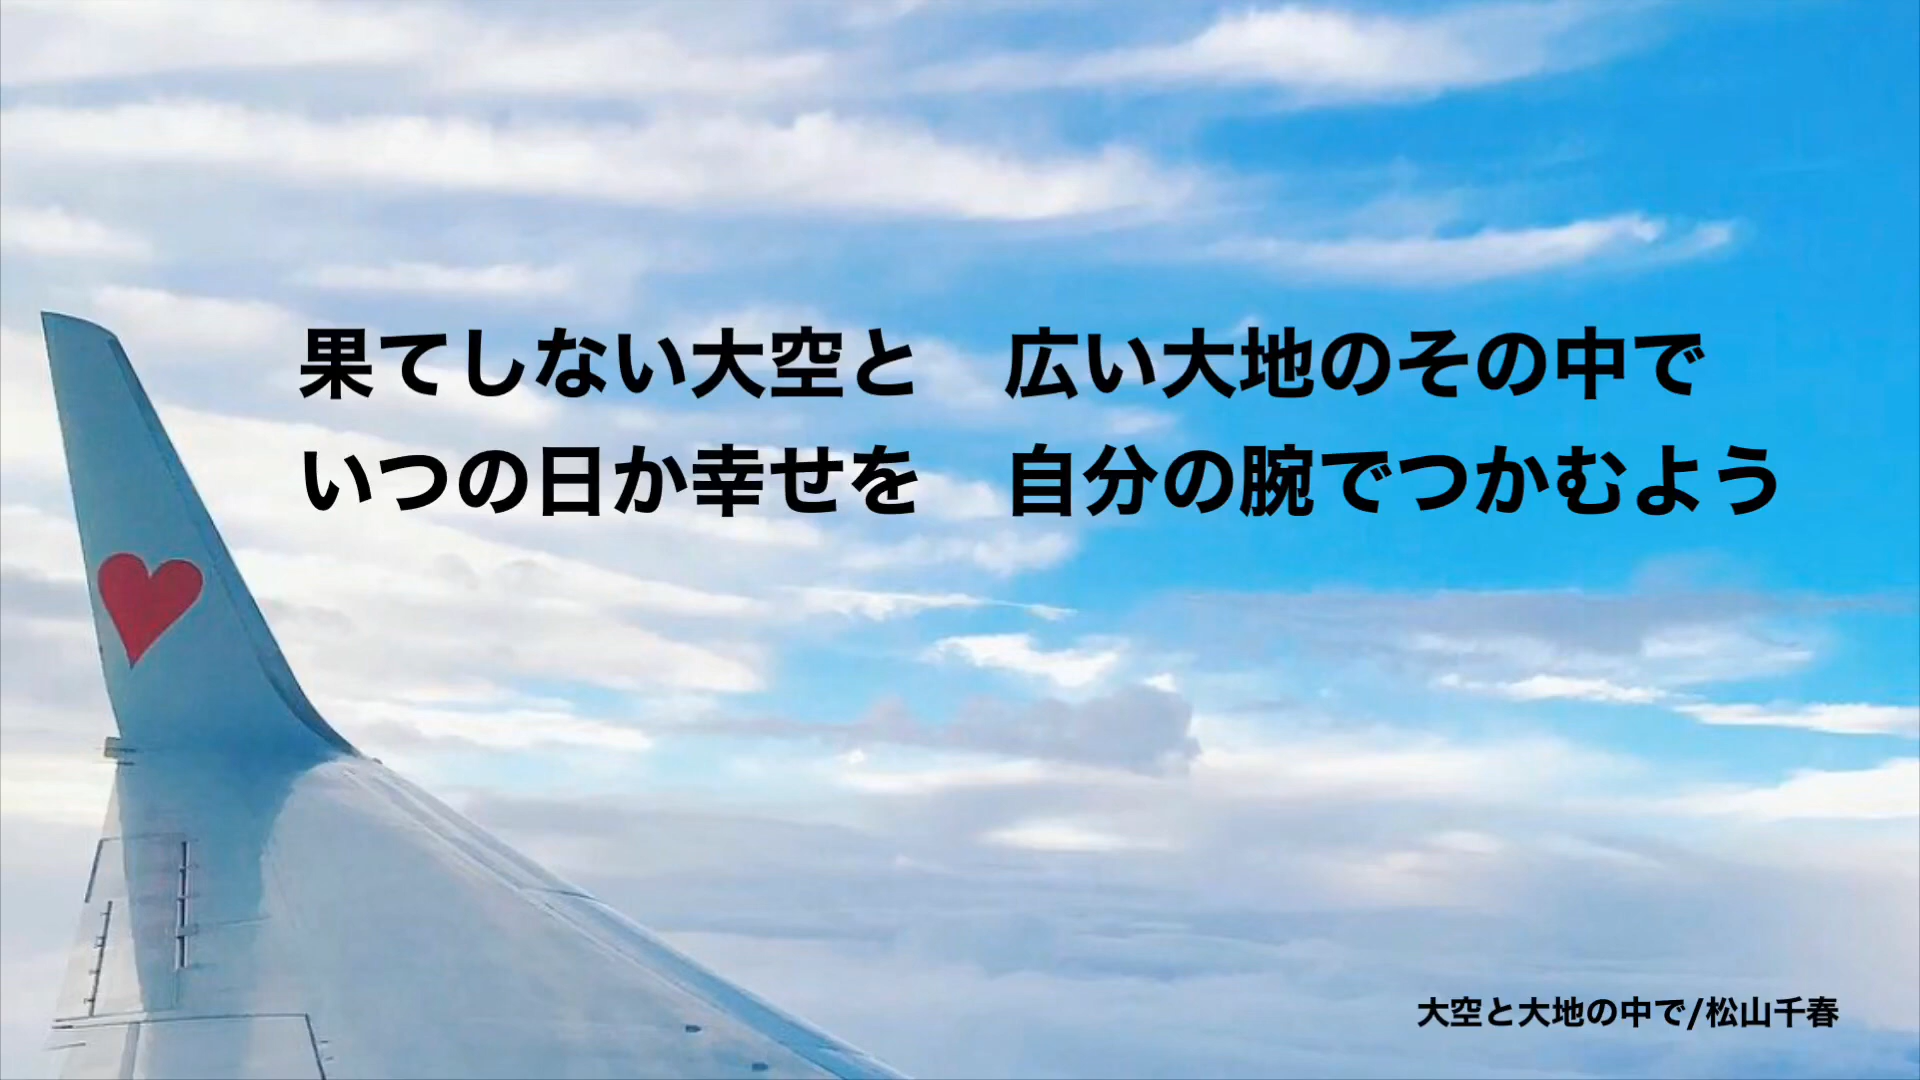 果てしない大空と　広い大地のその中で
いつの日か幸せを　自分の腕でつかむよう
大空と大地の中で/松山千春